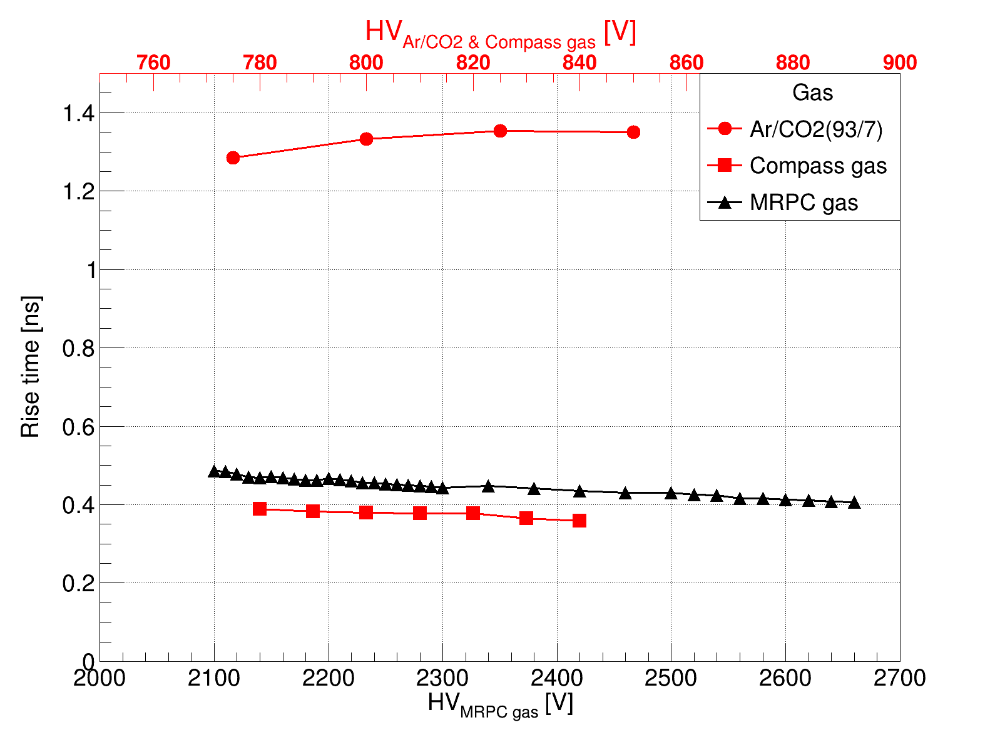 HVAr/CO2 & Compass gas [V]
760 780 800 820 840 860 880 900
Gas
Ar/CO2(93/7)
Compass gas
MRPC gas
1.4
1.2
1
0.8
0.6
0.4
0.2
0
Rise time [ns]
2000 2100 2200 2300 2400 2500 2600 2700
HVMRPC gas [V]